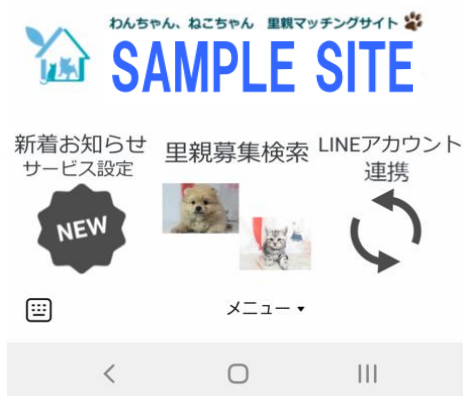 わんちゃん、ねこちゃん 里親マッチングサイト
SAMPLE SITE
新着お知らせ
サービス設定
NEW
里親募集検索
LINEアカウント
連携
メニュー